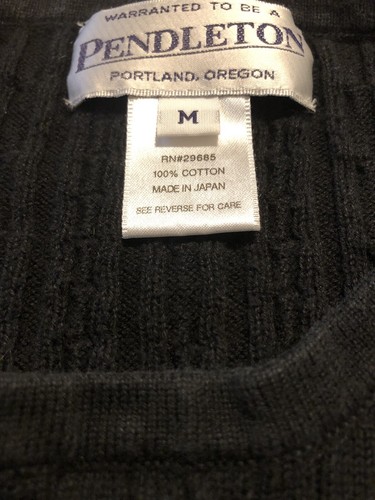 WARRANTED TO BE A
PENDLETON
PORTLAND, OREGON
M
RN#29685
100% COTTON
MADE IN JAPAN
SEE REVERSE FOR CARE